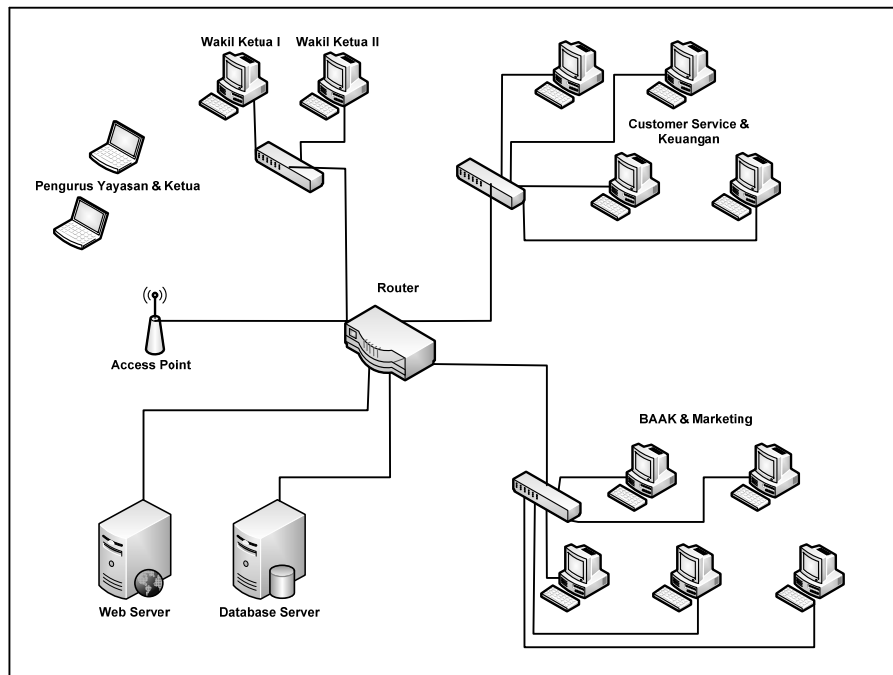 Wakil Ketua I
Wakil Ketua II
Customer Service &
Keuangan
Pengurus Yayasan & Ketua
Router
Access Point
BAAK & Marketing
Web Server
Database Server